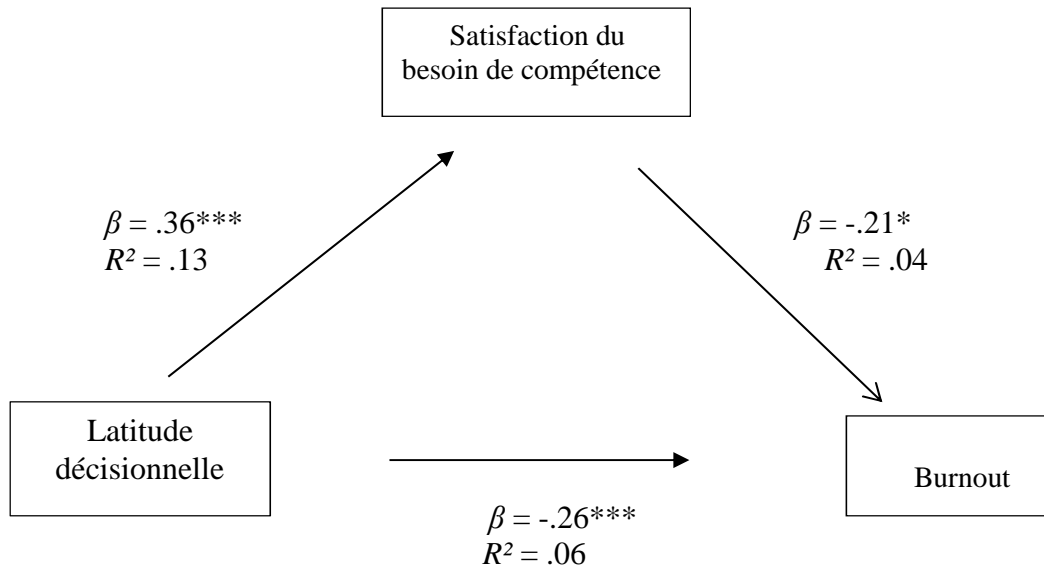 Satisfaction du
besoin de compétence
β = .36***
R² = .13
β = -.21*
R² = .04
Latitude
décisionnelle
Burnout
β = -.26***
R² = .06